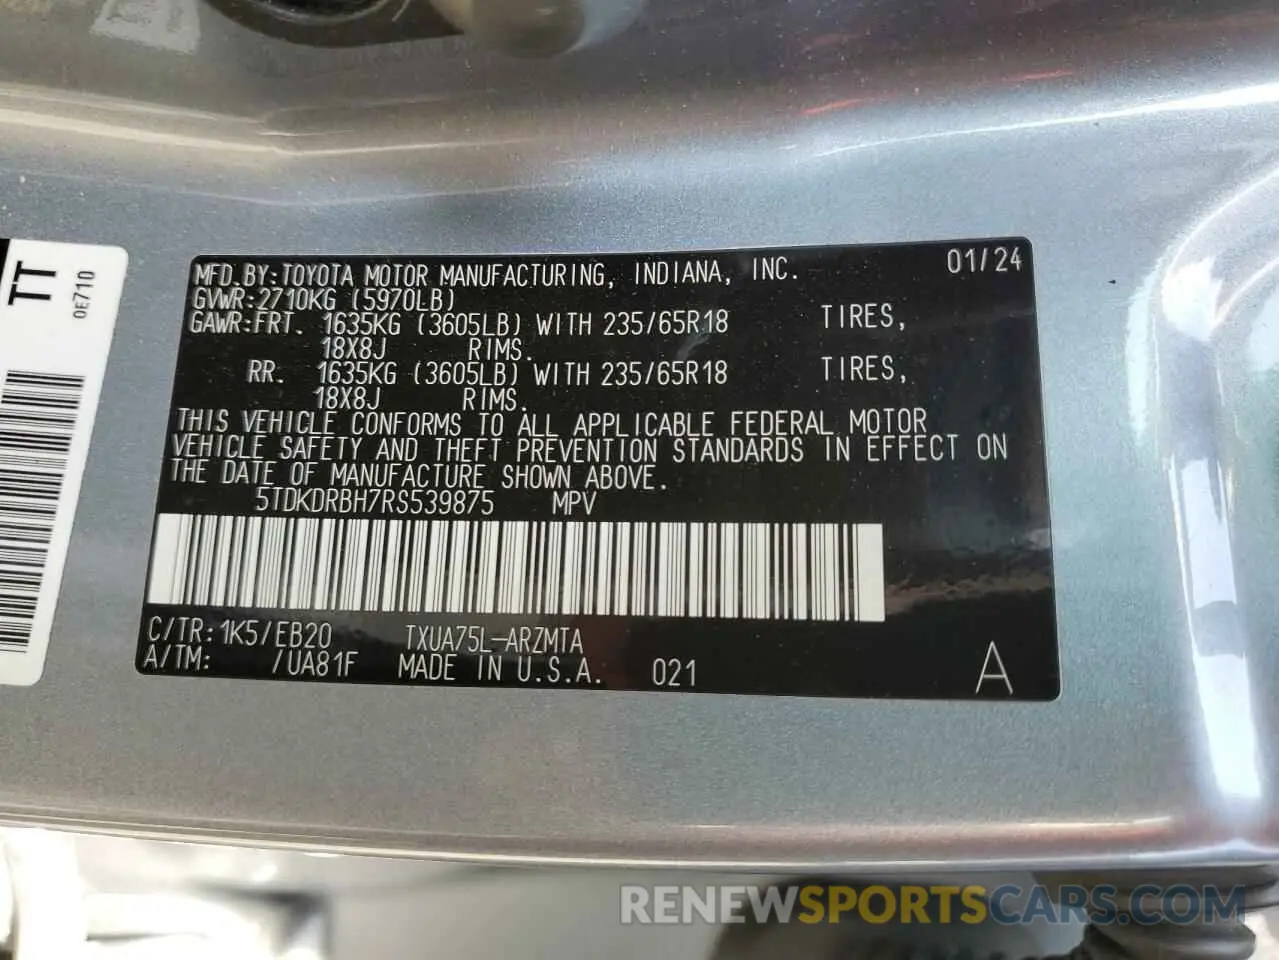 TT
0E710
MFD.BY:TOYOTA MOTOR MANUFACTURING, INDIANA, INC. 01/24
GVWR:2710KG (5970LB)
GAWR:FRT. 1635KG (3605LB) WITH 235/65R18 TIRES,
18X8J RIMS.
RR. 1635KG (3605LB) WITH 235/65R18 TIRES,
18X8J RIMS.
THIS VEHICLE CONFORMS TO ALL APPLICABLE FEDERAL MOTOR
VEHICLE SAFETY AND THEFT PREVENTION STANDARDS IN EFFECT ON
THE DATE OF MANUFACTURE SHOWN ABOVE.
5TDKDRBH7RS539875 MPV
C/TR:1K5/EB20 TXUA75L-ARZMTA
A/TM: /UA81F MADE IN U.S.A. 021 A
RENEWSPORTSCARS.COM